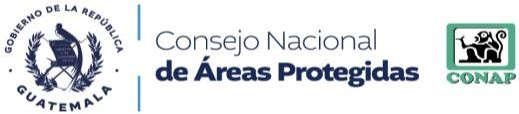 GOBIERNO DE LA REPÚBLICA
GUATEMALA
Consejo Nacional
de Áreas Protegidas
CONAP